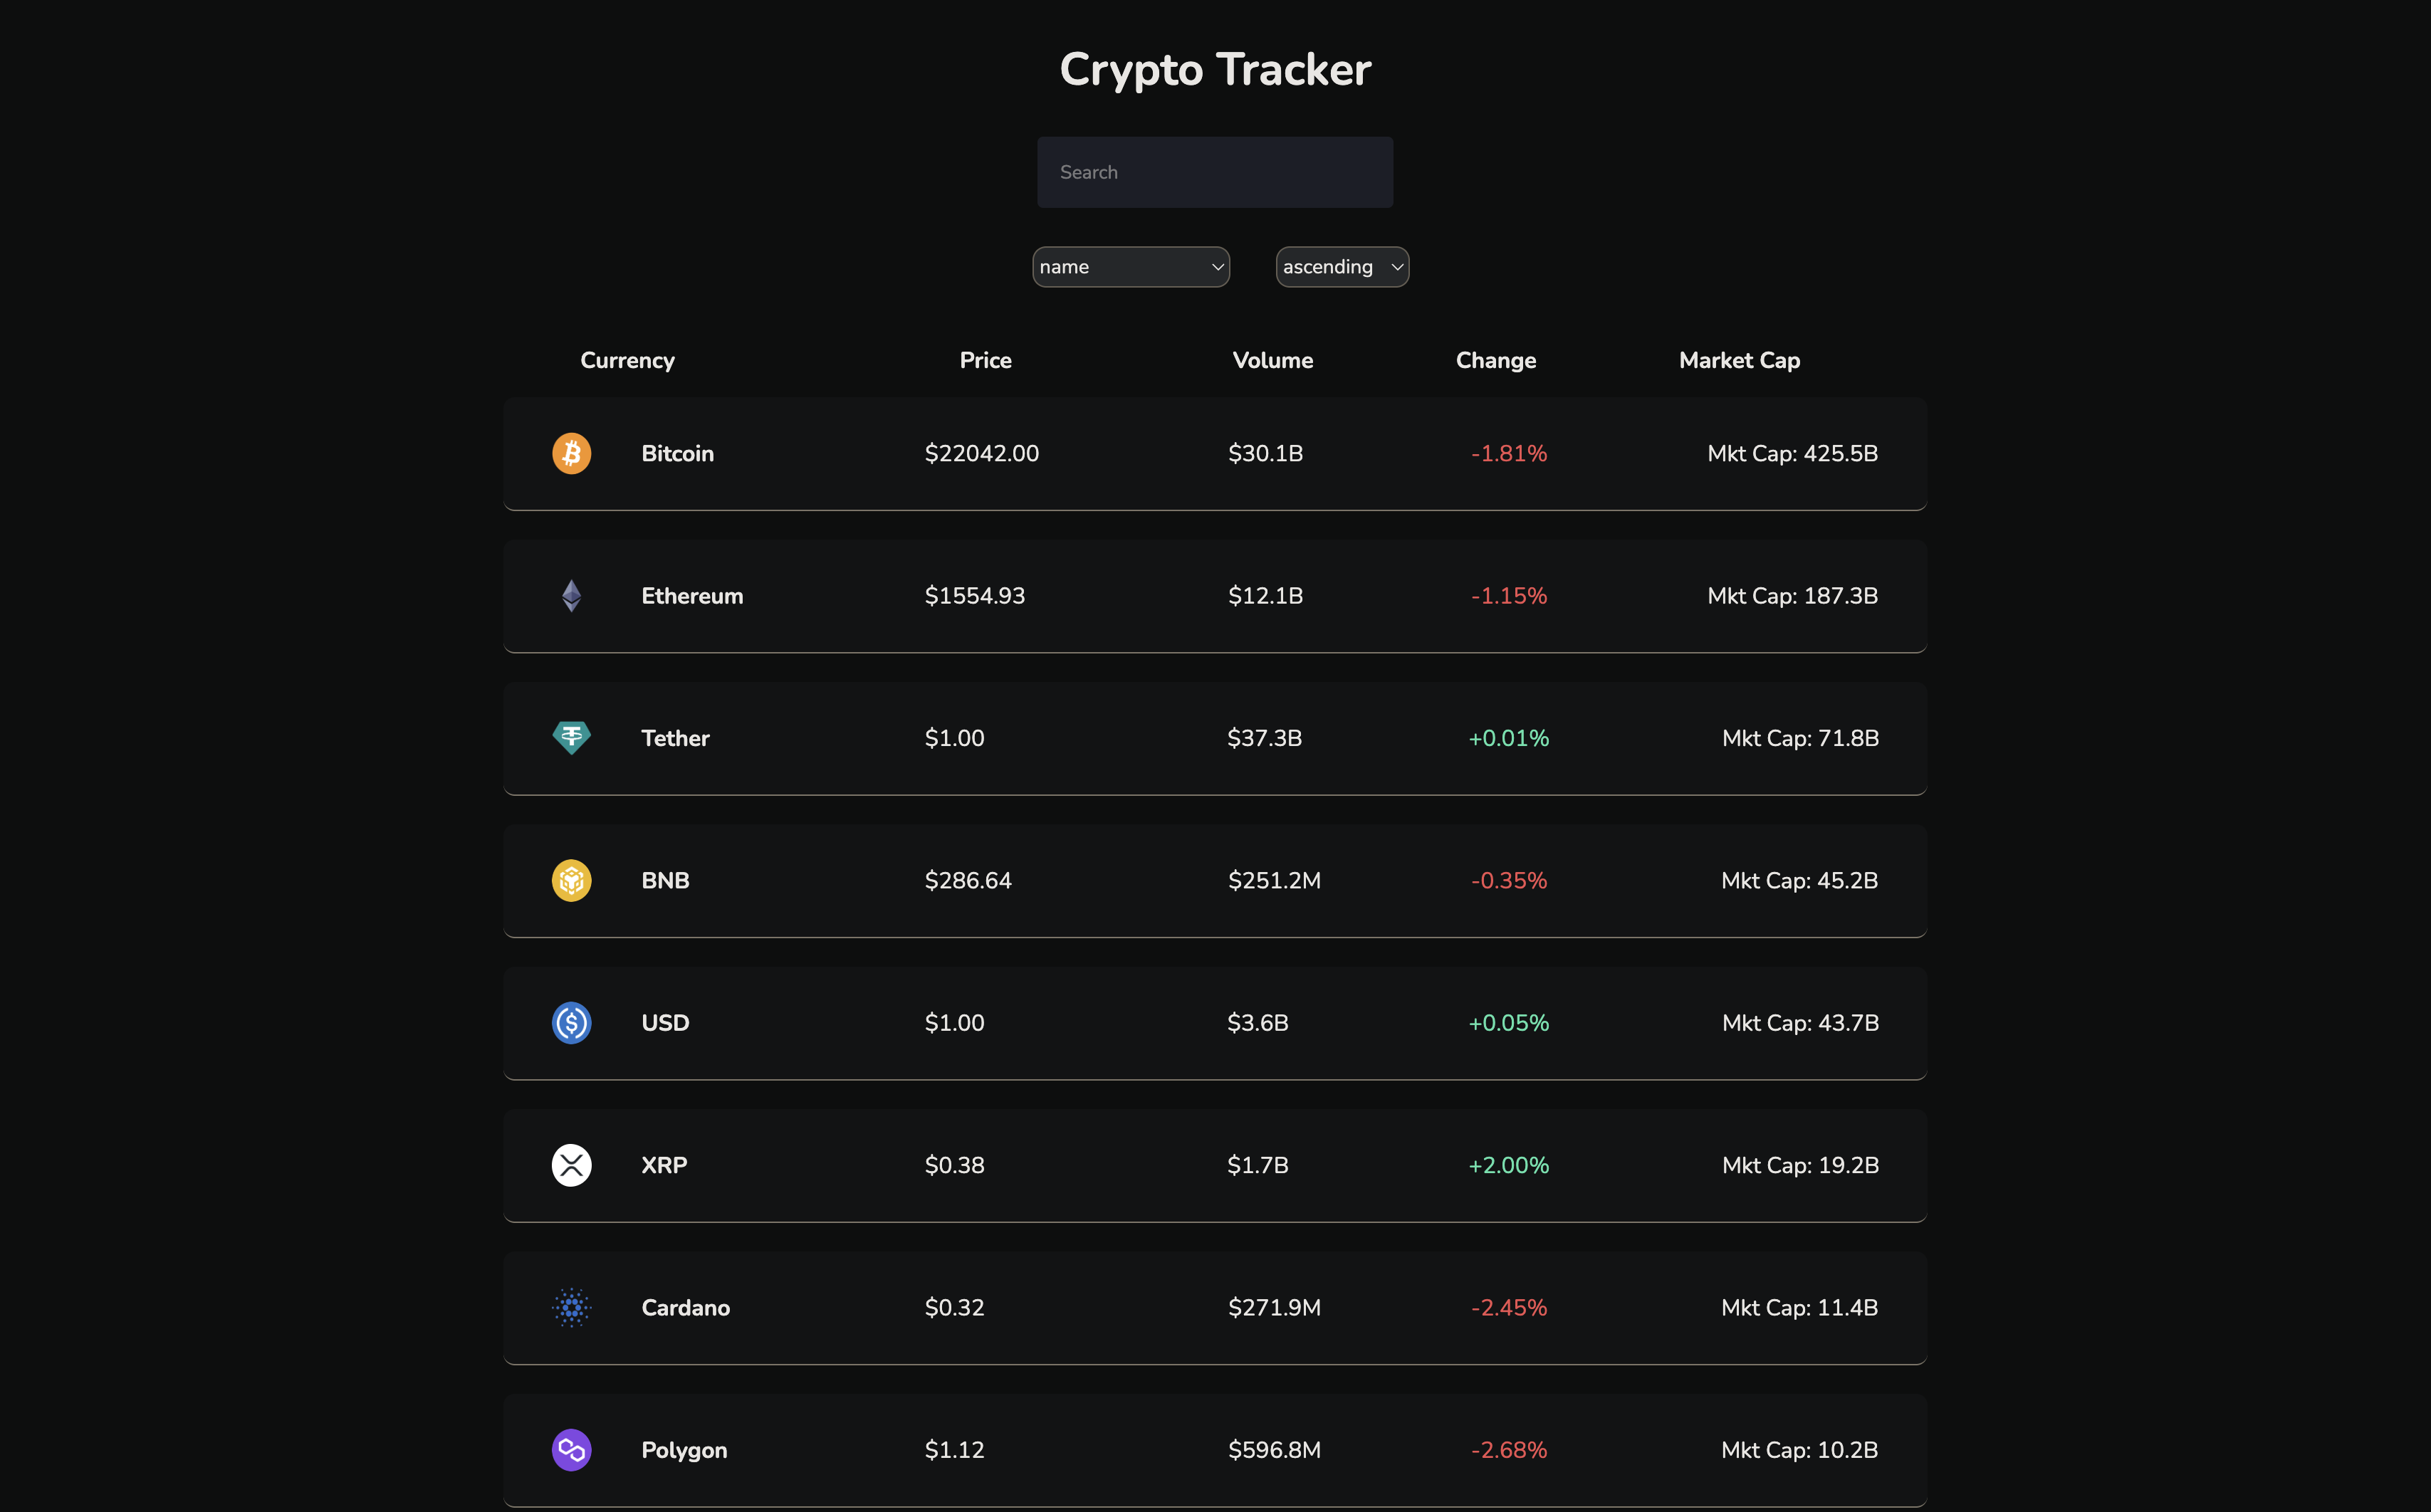 Crypto Tracker
Search
name ascending
Currency Price Volume Change Market Cap
Bitcoin $22042.00 $30.1B -1.81% Mkt Cap: 425.5B
Ethereum $1554.93 $12.1B -1.15% Mkt Cap: 187.3B
Tether $1.00 $37.3B +0.01% Mkt Cap: 71.8B
BNB $286.64 $251.2M -0.35% Mkt Cap: 45.2B
USD $1.00 $3.6B +0.05% Mkt Cap: 43.7B
XRP $0.38 $1.7B +2.00% Mkt Cap: 19.2B
Cardano $0.32 $271.9M -2.45% Mkt Cap: 11.4B
Polygon $1.12 $596.8M -2.68% Mkt Cap: 10.2B